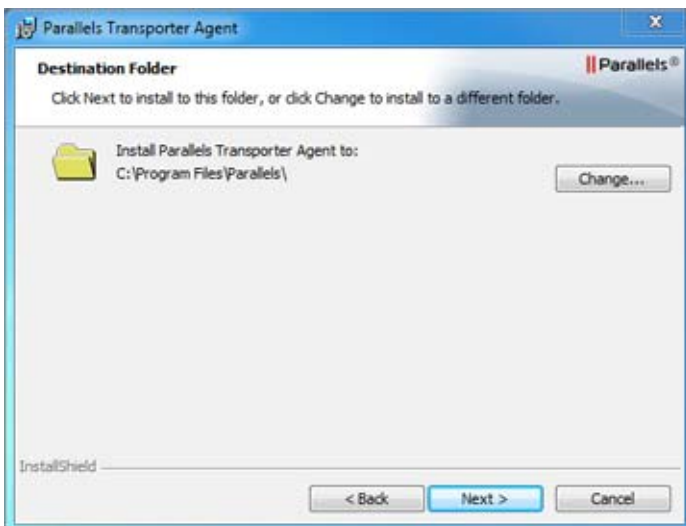 Parallels Transporter Agent
X
Destination Folder
||Parallels®
Click Next to install to this folder, or click Change to install to a different folder.
Install Parallels Transporter Agent to:
C:\Program Files\Parallels\
Change...
InstallShield
< Back
Next >
Cancel